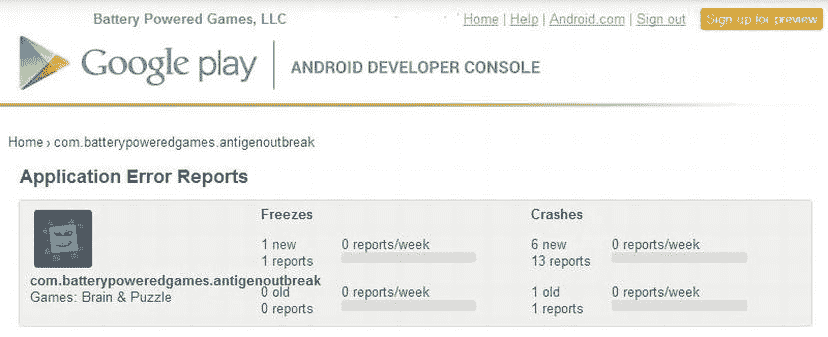 Battery Powered Games, LLC
Home | Help | Android.com | Sign out
Sign up for preview
Google play
ANDROID DEVELOPER CONSOLE
Home › com.batterypoweredgames.antigenoutbreak
Application Error Reports
Freezes
Crashes
1 new 0 reports/week
1 reports
6 new 0 reports/week
13 reports
com.batterypoweredgames.antigenoutbreak
Games: Brain & Puzzle
0 old 0 reports/week
0 reports
1 old 0 reports/week
1 reports